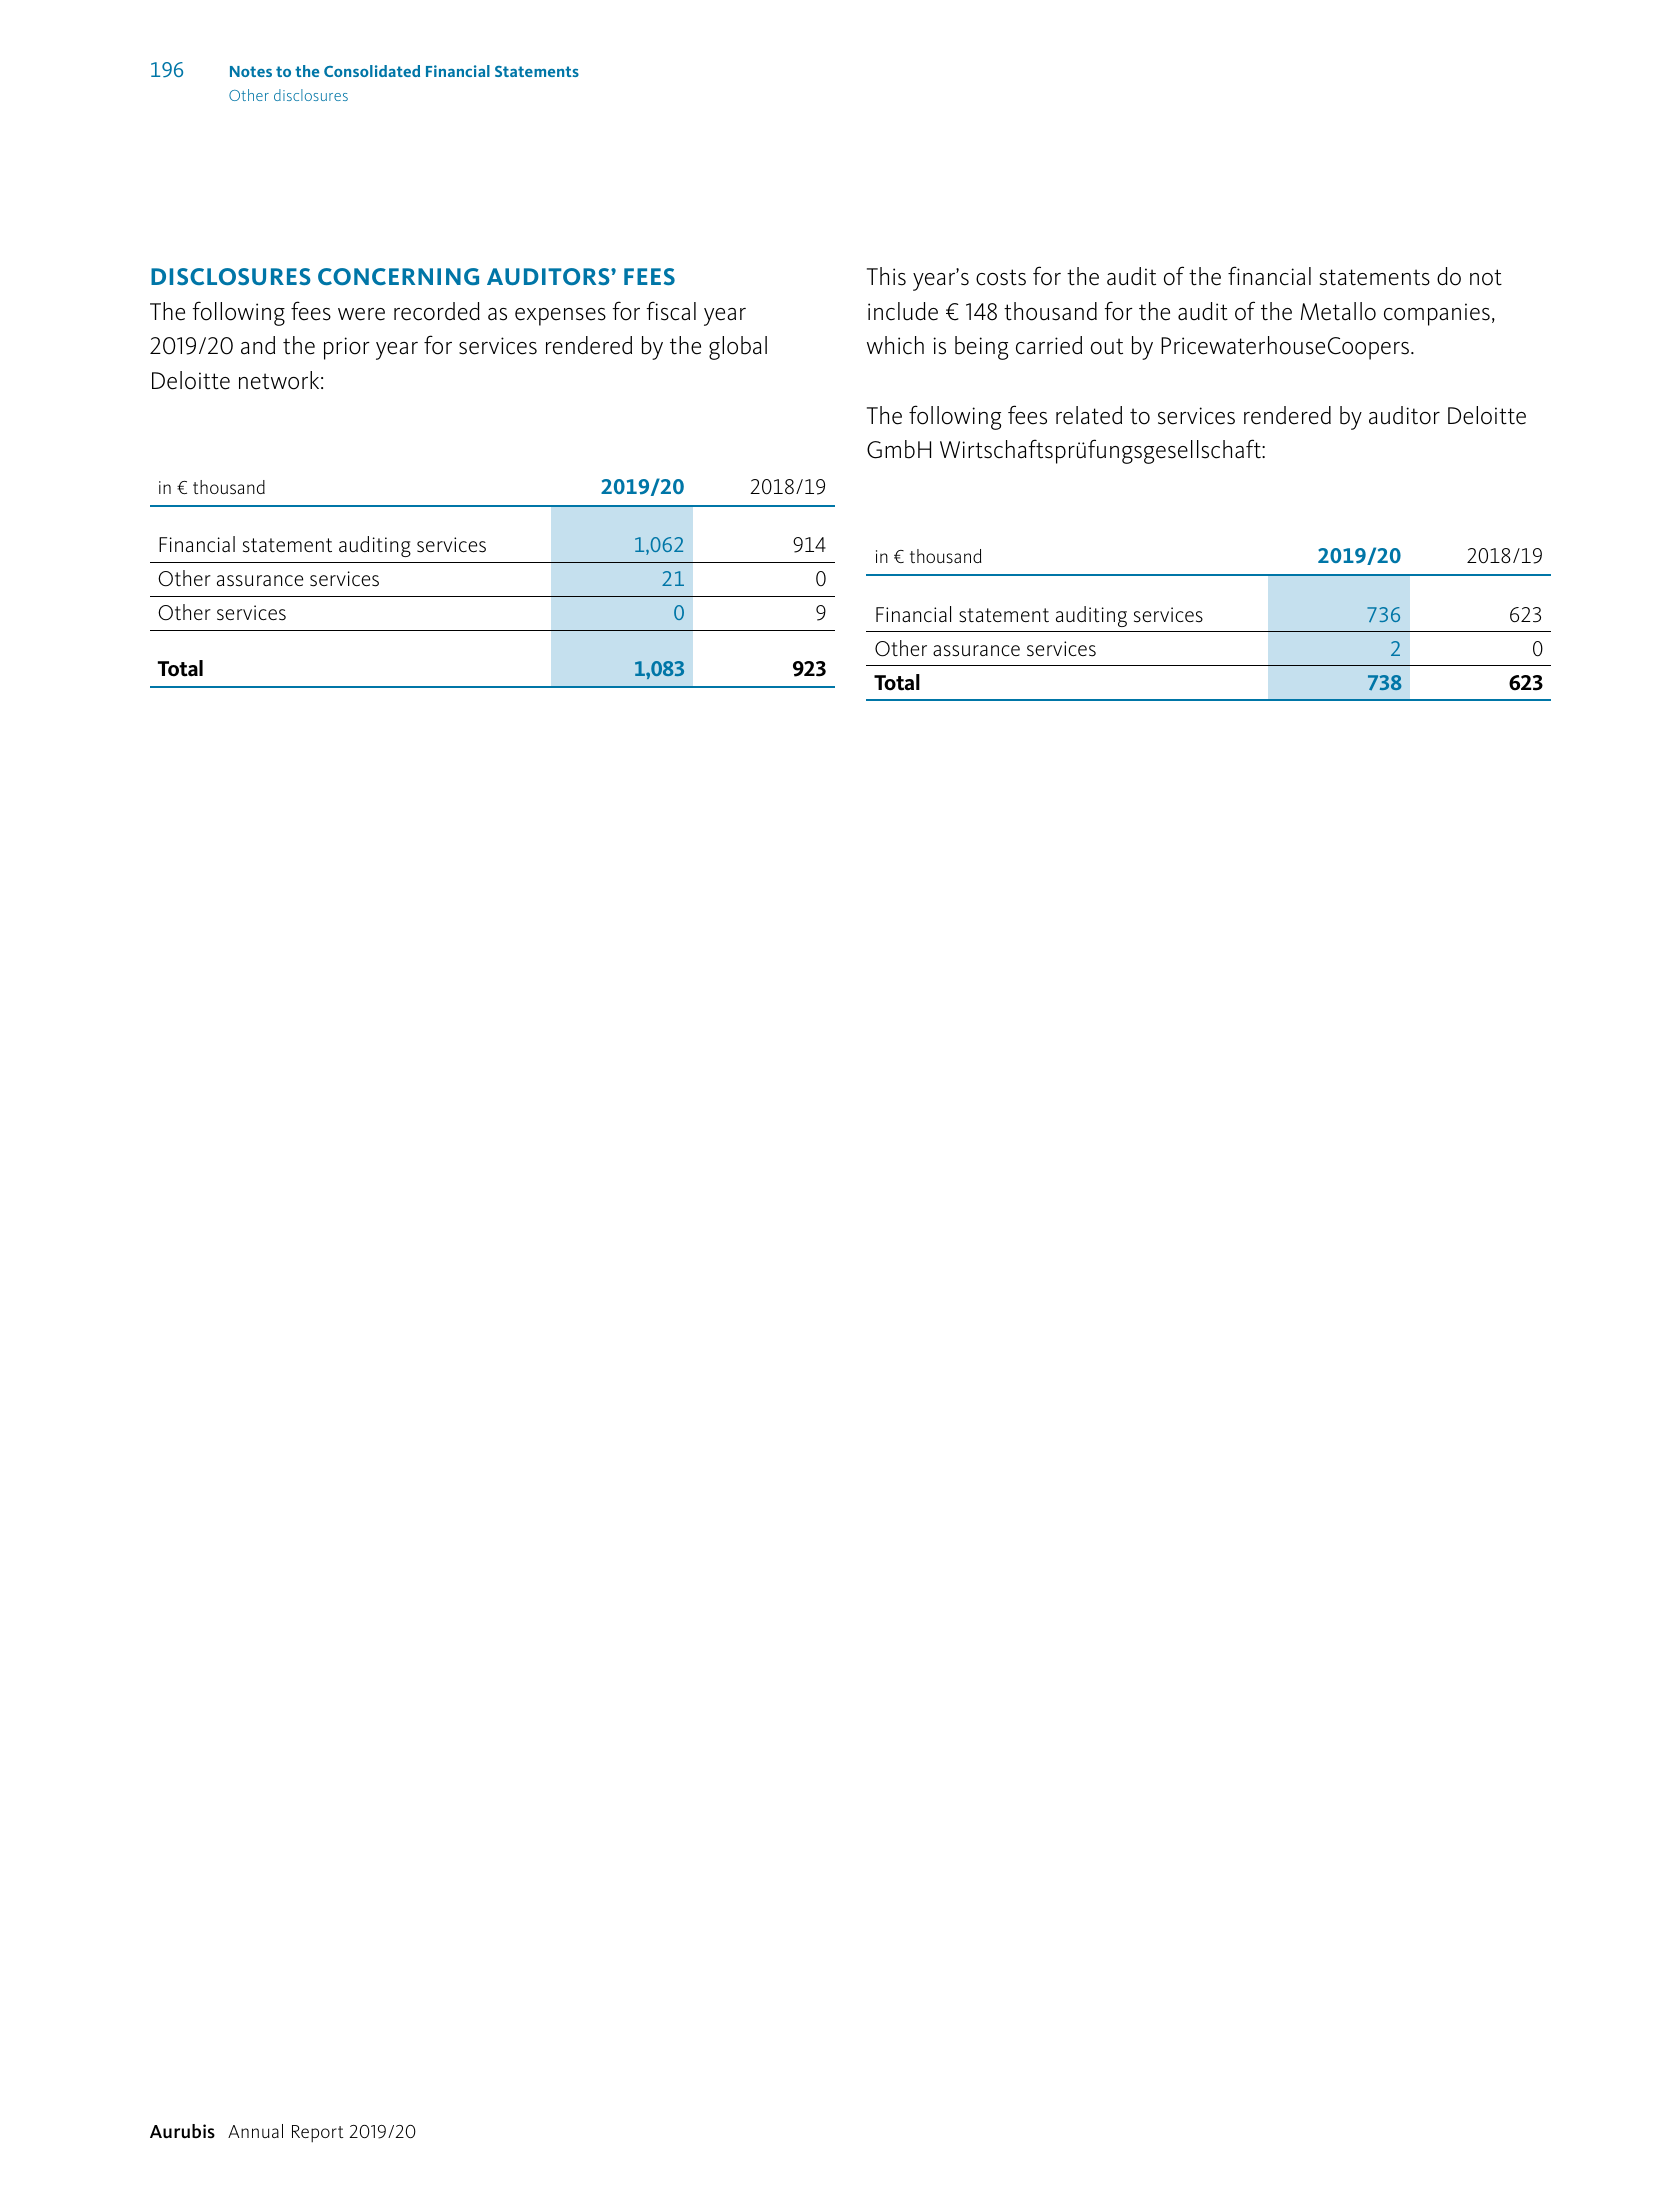 196 Notes to the Consolidated Financial Statements
Other disclosures
DISCLOSURES CONCERNING AUDITORS’ FEES
The following fees were recorded as expenses for fiscal year
2019/20 and the prior year for services rendered by the global
Deloitte network:
in € thousand 2019/20 2018/19
Financial statement auditing services 1,062 914
Other assurance services 21 0
Other services 0 9
Total 1,083 923
This year’s costs for the audit of the financial statements do not
include € 148 thousand for the audit of the Metallo companies,
which is being carried out by PricewaterhouseCoopers.
The following fees related to services rendered by auditor Deloitte
GmbH Wirtschaftsprüfungsgesellschaft:
in € thousand 2019/20 2018/19
Financial statement auditing services 736 623
Other assurance services 2 0
Total 738 623
Aurubis Annual Report 2019/20